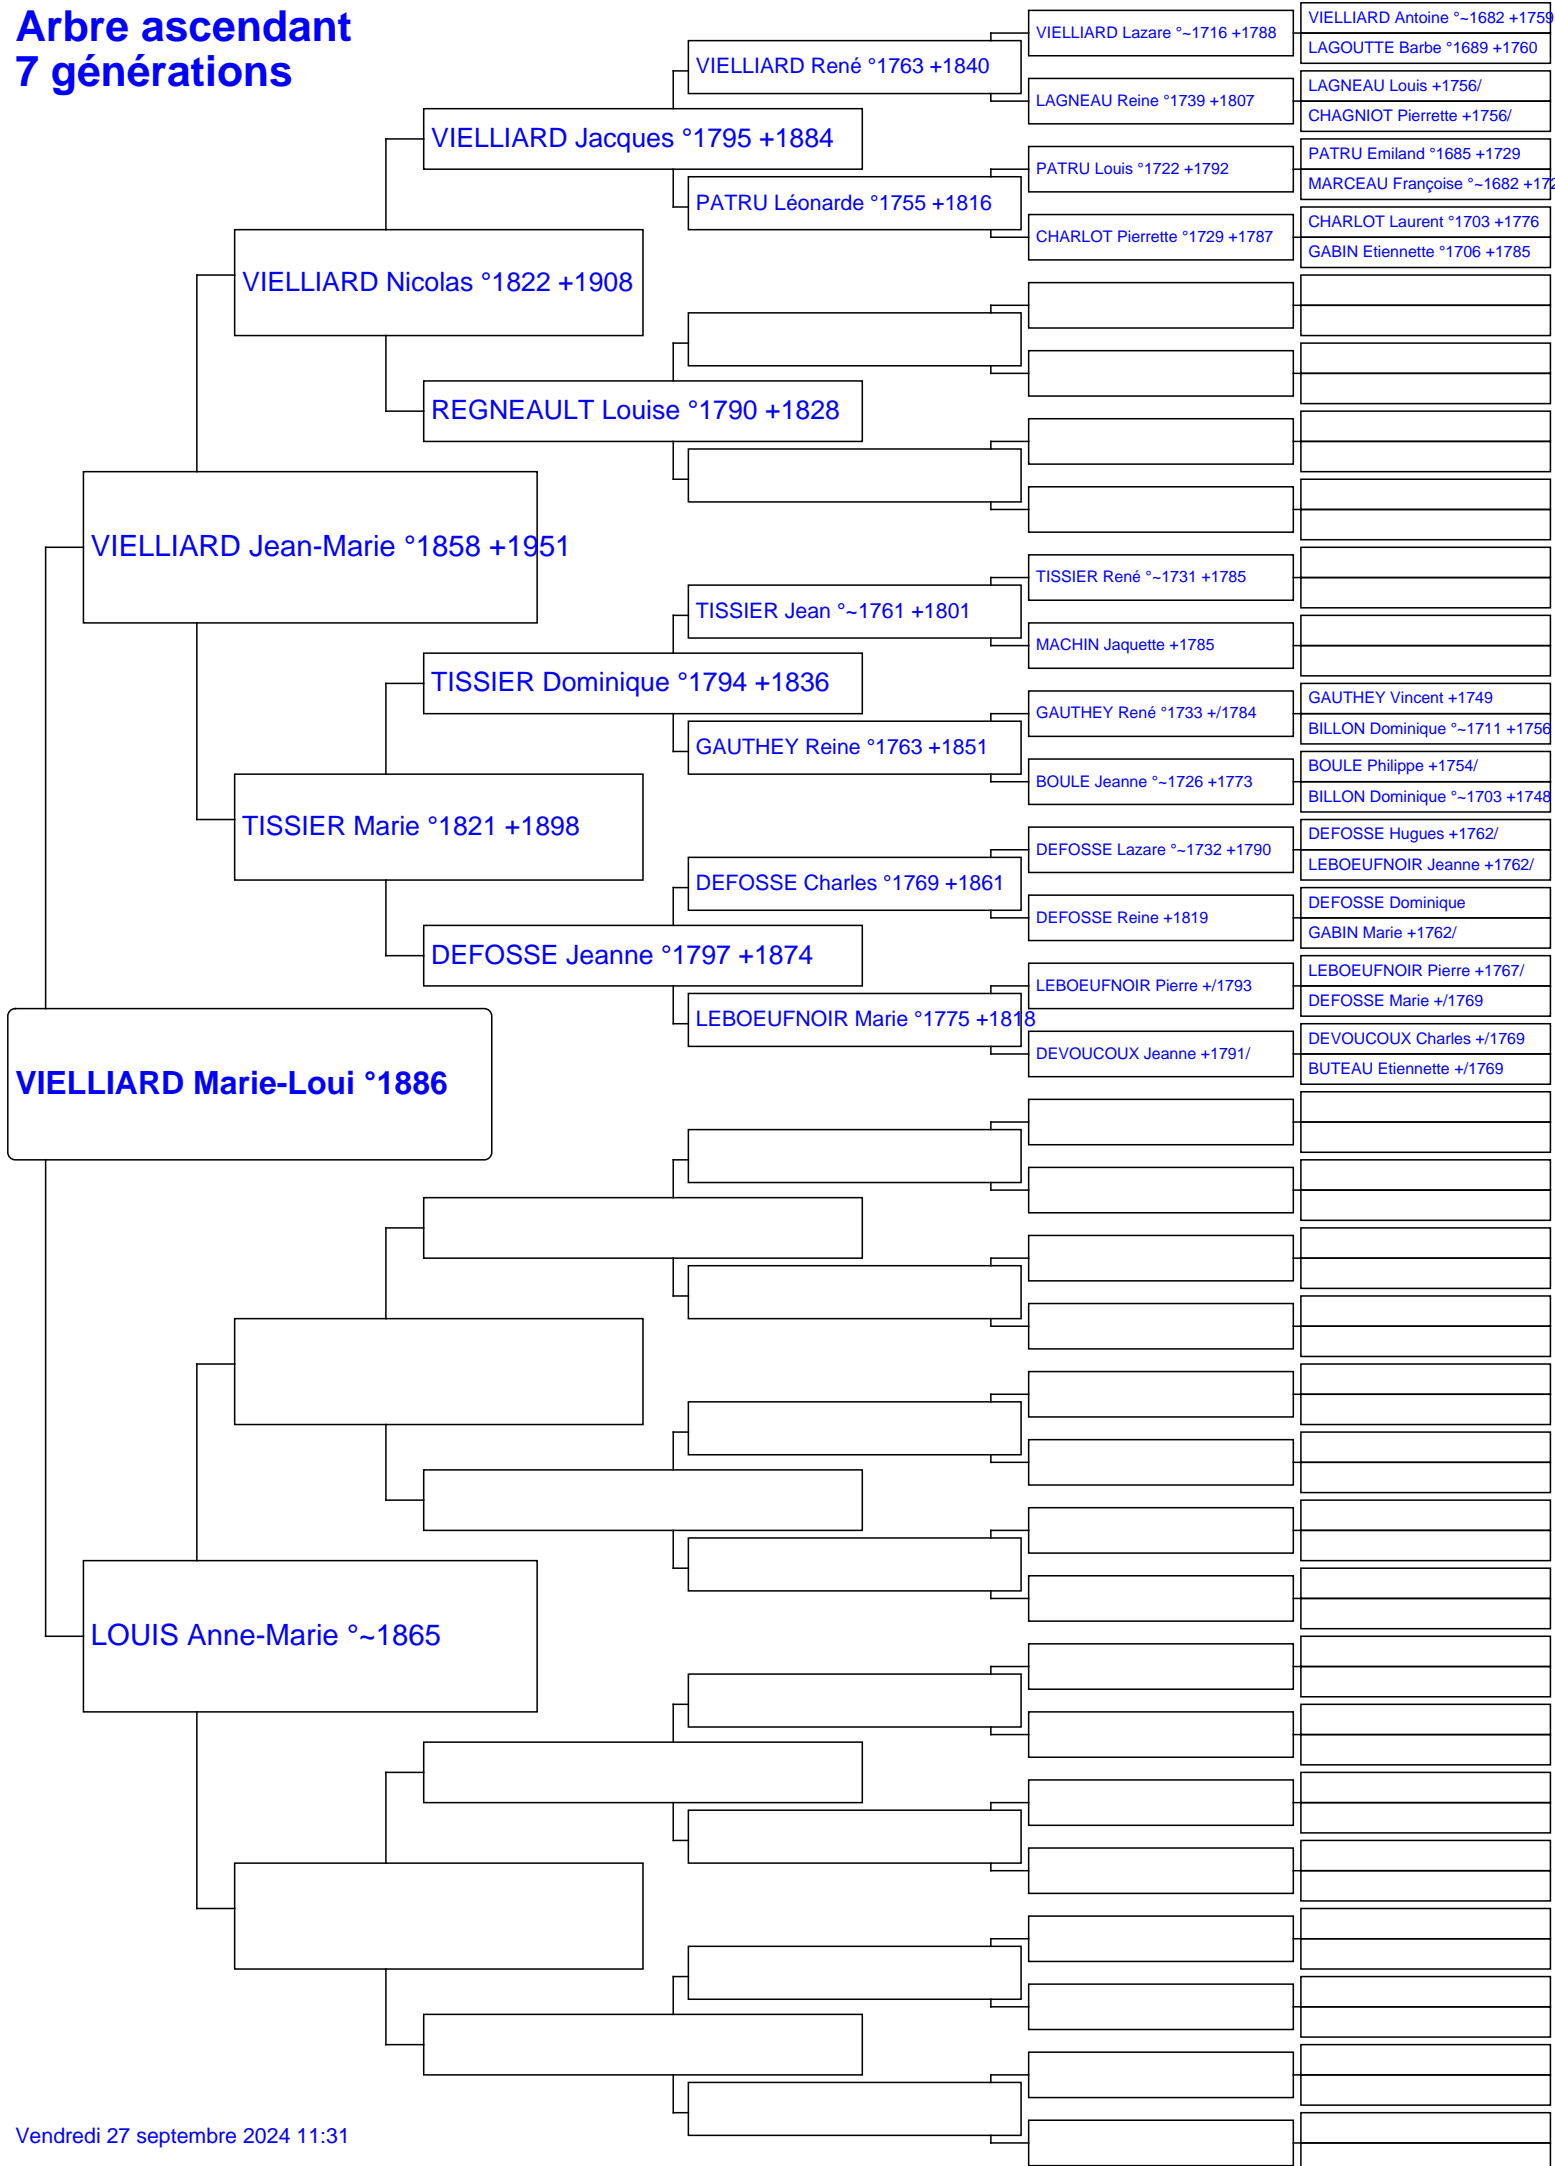 Arbre ascendant
7 générations
VIELLIARD Marie-Loui °1886
VIELLIARD Jean-Marie °1858 +1951
LOUIS Anne-Marie °~1865
VIELLIARD Nicolas °1822 +1908
TISSIER Marie °1821 +1898
VIELLIARD Jacques °1795 +1884
REGNEAULT Louise °1790 +1828
TISSIER Dominique °1794 +1836
DEFOSSE Jeanne °1797 +1874
VIELLIARD René °1763 +1840
PATRU Léonarde °1755 +1816
TISSIER Jean °~1761 +1801
GAUTHEY Reine °1763 +1851
DEFOSSE Charles °1769 +1861
LEBOEUFNOIR Marie °1775 +1818
VIELLIARD Lazare °~1716 +1788
LAGNEAU Reine °1739 +1807
PATRU Louis °1722 +1792
CHARLOT Pierrette °1729 +1787
TISSIER René °~1731 +1785
MACHIN Jaquette +1785
GAUTHEY René °1733 +/1784
BOULE Jeanne °~1726 +1773
DEFOSSE Lazare °~1732 +1790
DEFOSSE Reine +1819
LEBOEUFNOIR Pierre +/1793
DEVOUCOUX Jeanne +1791/
VIELLIARD Antoine °~1682 +1759
LAGOUTTE Barbe °1689 +1760
LAGNEAU Louis +1756/
CHAGNIOT Pierrette +1756/
PATRU Emiland °1685 +1729
MARCEAU Françoise °~1682 +172
CHARLOT Laurent °1703 +1776
GABIN Etiennette °1706 +1785
GAUTHEY Vincent +1749
BILLON Dominique °~1711 +1756
BOULE Philippe +1754/
BILLON Dominique °~1703 +1748
DEFOSSE Hugues +1762/
LEBOEUFNOIR Jeanne +1762/
DEFOSSE Dominique
GABIN Marie +1762/
LEBOEUFNOIR Pierre +1767/
DEFOSSE Marie +/1769
DEVOUCOUX Charles +/1769
BUTEAU Etiennette +/1769
Vendredi 27 septembre 2024 11:31